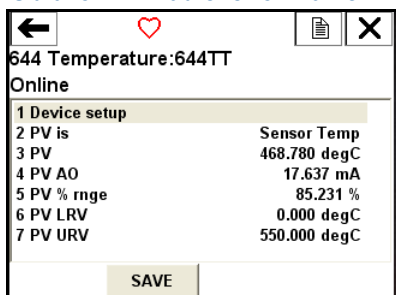 644 Temperature:644TT
Online
1 Device setup
2 PV is Sensor Temp
3 PV 468.780 degC
4 PV AO 17.637 mA
5 PV % rnge 85.231 %
6 PV LRV 0.000 degC
7 PV URV 550.000 degC
SAVE